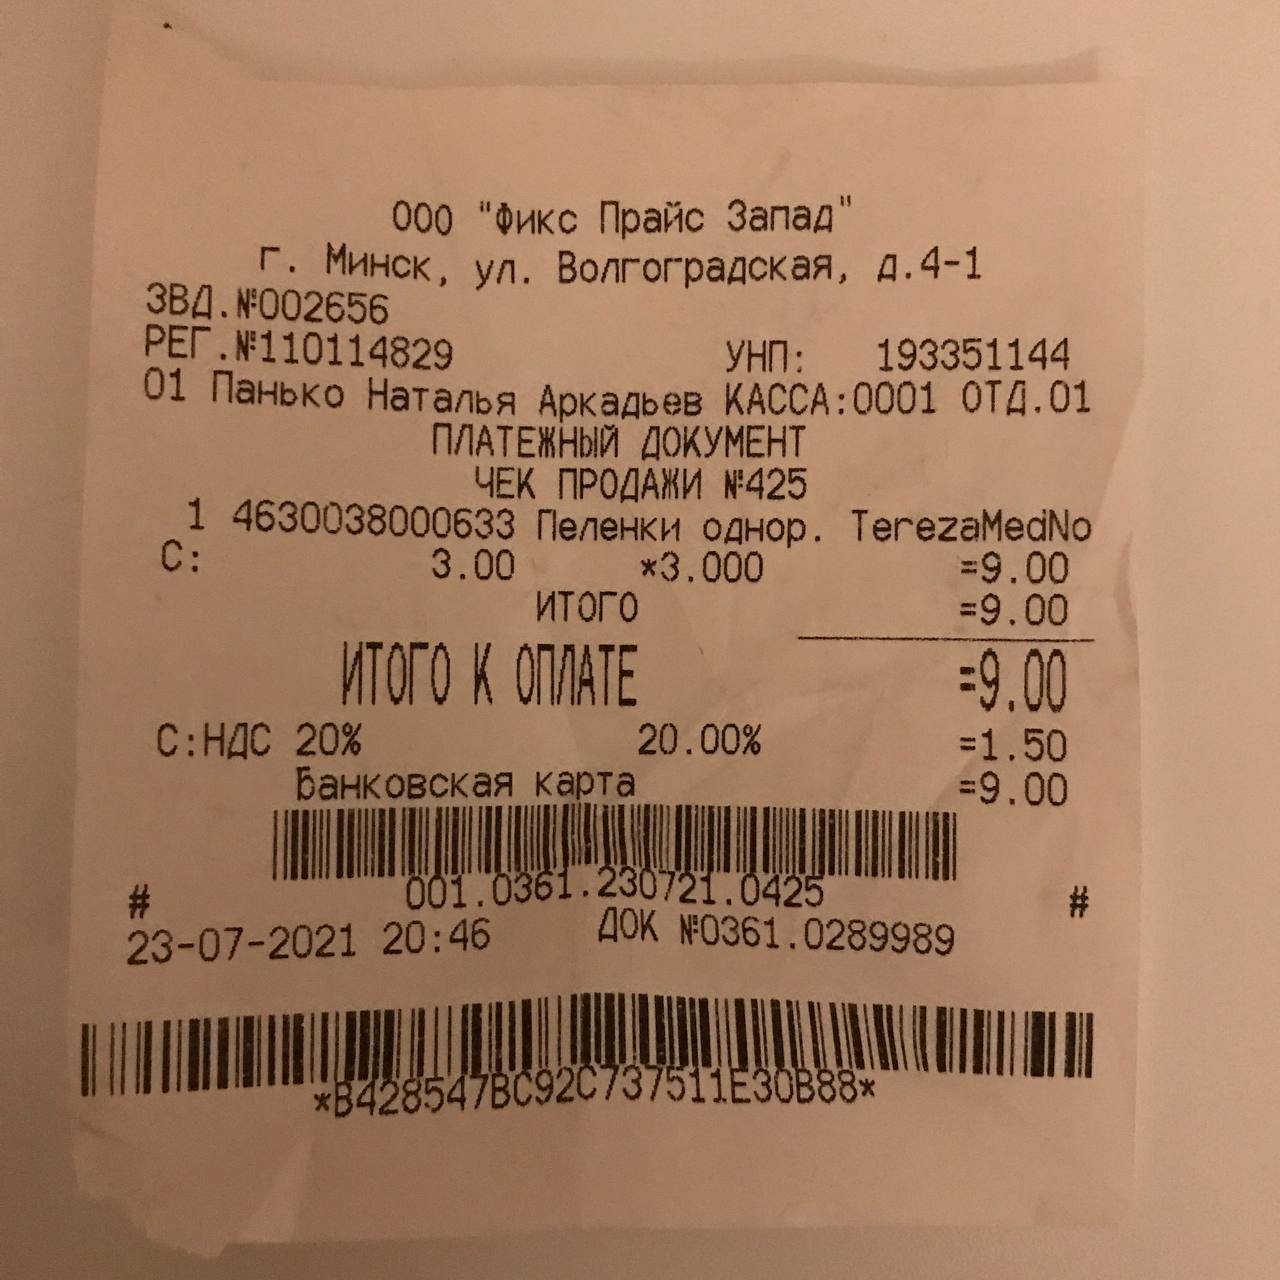 ООО "Фикс Прайс Запад"
г. Минск, ул. Волгоградская, д.4-1
ЗВД.№002656
РЕГ.№110114829 УНП: 193351144
01 Панько Наталья Аркадьев КАССА:0001 ОТД.01
ПЛАТЕЖНЫЙ ДОКУМЕНТ
ЧЕК ПРОДАЖИ №425
1 4630038000633 Пеленки однор. TerezaMedNo
С: 3.00 *3.000 =9.00
ИТОГО =9.00
ИТОГО К ОПЛАТЕ =9.00
С:НДС 20% 20.00% =1.50
Банковская карта =9.00
001.0361.230721.0425
# #
23-07-2021 20:46 ДОК №0361.0289989
*B428547BC92C737511E30B88*